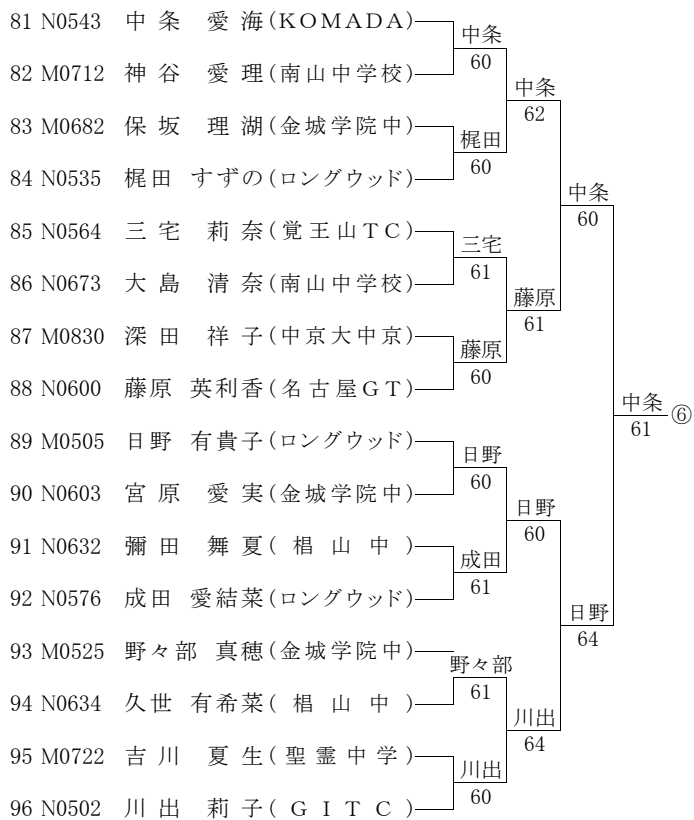 81 N0543 中条 愛海(KOMADA)
中条
60
82 M0712 神谷 愛理(南山中学校)
中条
62
83 M0682 保坂 理湖(金城学院中)
梶田
60
84 N0535 梶田 すずの(ロングウッド)
中条
60
85 N0564 三宅 莉奈(覚王山TC)
三宅
61
86 N0673 大島 清奈(南山中学校)
藤原
61
87 M0830 深田 祥子(中京大中京)
藤原
60
88 N0600 藤原 英利香(名古屋GT)
中条
61
⑥
89 M0505 日野 有貴子(ロングウッド)
日野
60
90 N0603 宮原 愛実(金城学院中)
日野
60
91 N0632 彌田 舞夏(椙山中)
成田
61
92 N0576 成田 愛結菜(ロングウッド)
日野
64
93 M0525 野々部 真穂(金城学院中)
野々部
61
94 N0634 久世 有希菜(椙山中)
川出
64
95 M0722 吉川 夏生(聖霊中学)
川出
60
96 N0502 川出 莉子(GITC)